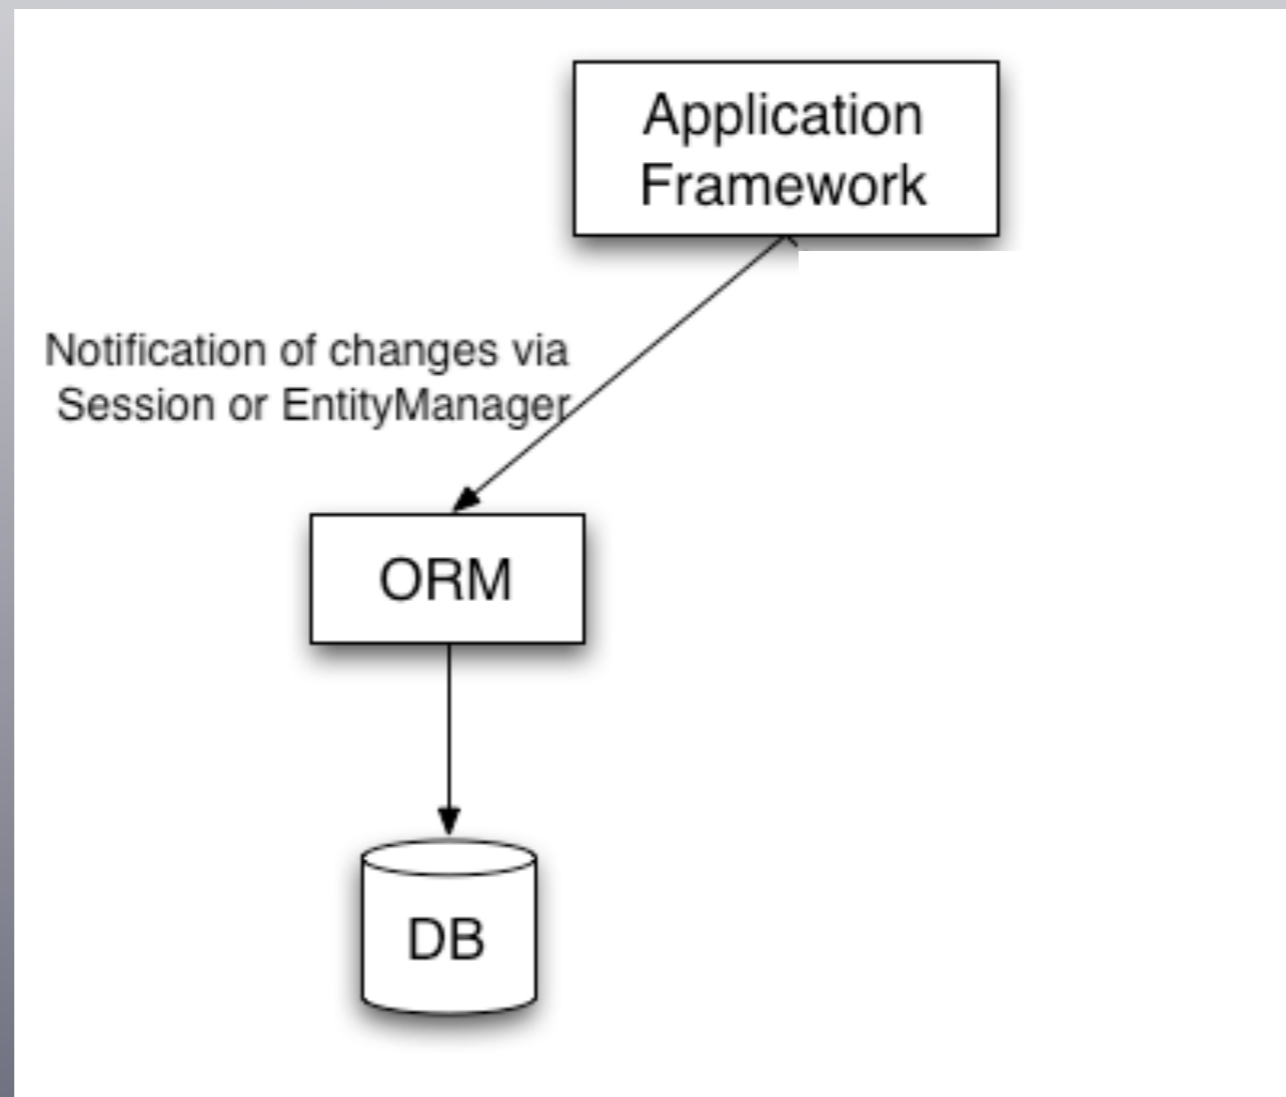 Application
Framework
Notification of changes via
Session or EntityManager
ORM
DB